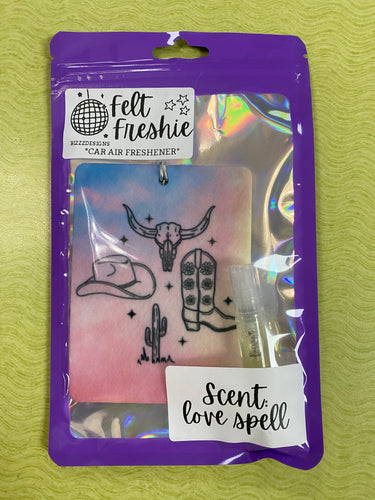 Felt
Freshie
BIZZZDESIGNS
"CAR AIR FRESHENER"
Scent:
love spell